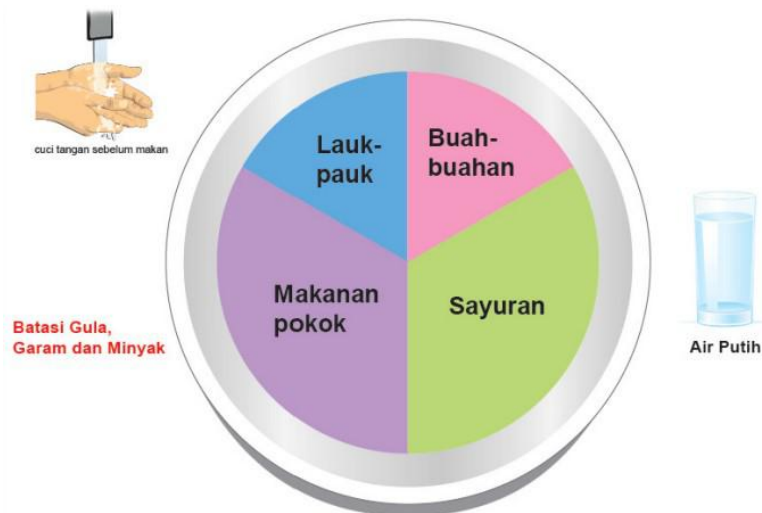 cuci tangan sebelum makan
Lauk-
pauk
Buah-
buahan
Makanan
pokok
Sayuran
Batasi Gula,
Garam dan Minyak
Air Putih